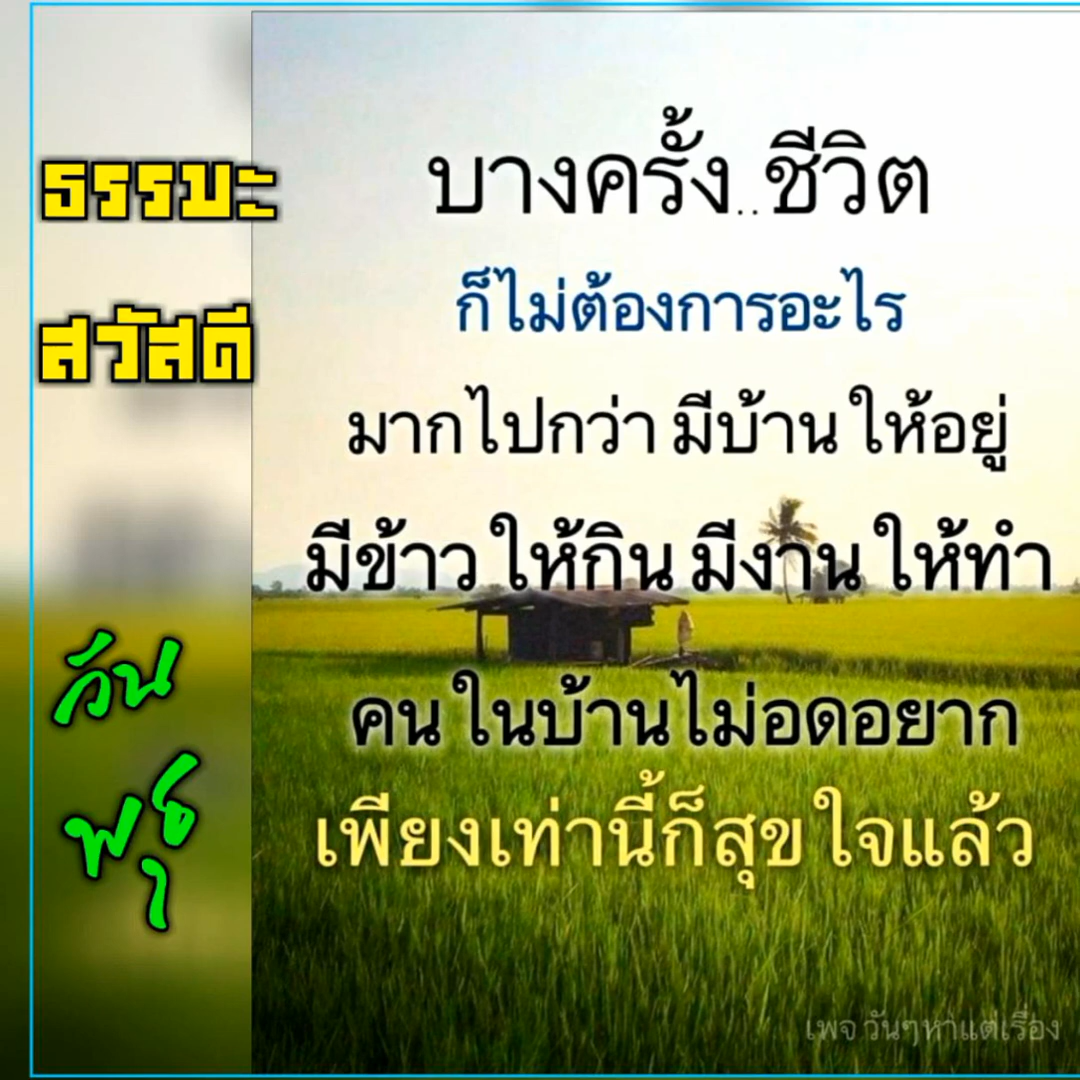 ธรรมะ
สวัสดี
วัน
พุธ
บางครั้ง..ชีวิต
ก็ไม่ต้องการอะไร
มากไปกว่า มีบ้าน ให้อยู่
มีข้าว ให้กิน มีงาน ให้ทำ
คน ในบ้านไม่อดอยาก
เพียงเท่านี้ก็สุข ใจแล้ว
เพจ วันๆหาแต่เรื่อง